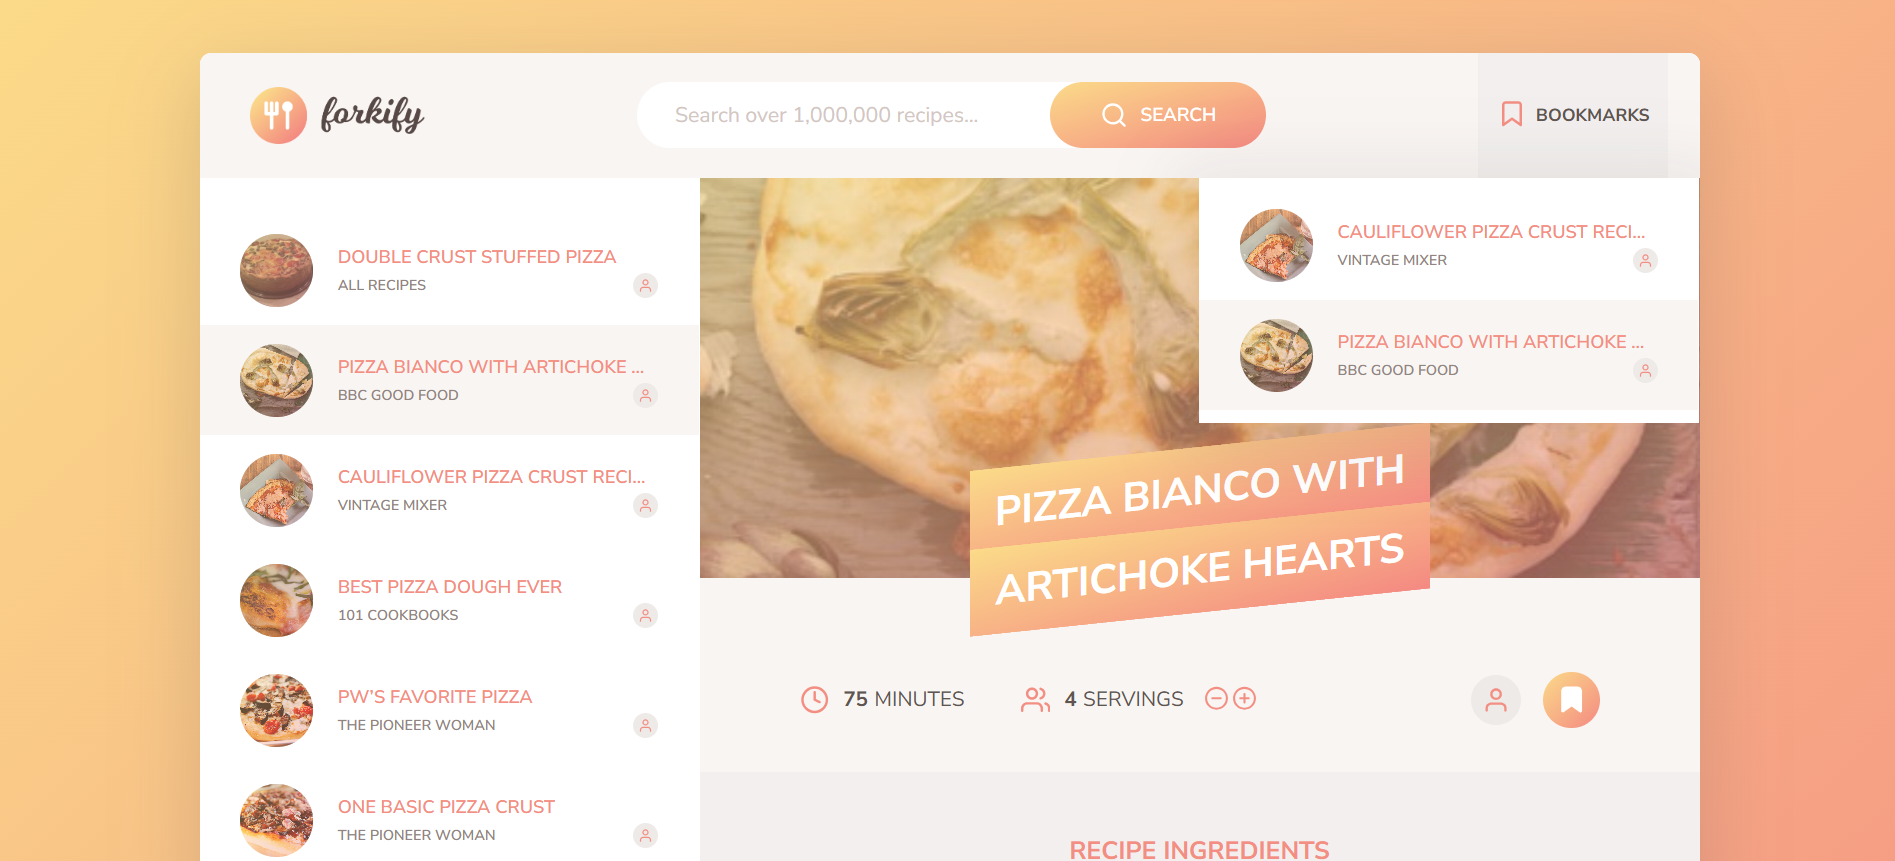 forkify
Search over 1,000,000 recipes...
SEARCH
BOOKMARKS
DOUBLE CRUST STUFFED PIZZA
ALL RECIPES
PIZZA BIANCO WITH ARTICHOKE ...
BBC GOOD FOOD
CAULIFLOWER PIZZA CRUST RECI...
VINTAGE MIXER
BEST PIZZA DOUGH EVER
101 COOKBOOKS
PW'S FAVORITE PIZZA
THE PIONEER WOMAN
ONE BASIC PIZZA CRUST
THE PIONEER WOMAN
CAULIFLOWER PIZZA CRUST RECI...
VINTAGE MIXER
PIZZA BIANCO WITH ARTICHOKE ...
BBC GOOD FOOD
PIZZA BIANCO WITH
ARTICHOKE HEARTS
75 MINUTES
4 SERVINGS
RECIPE INGREDIENTS